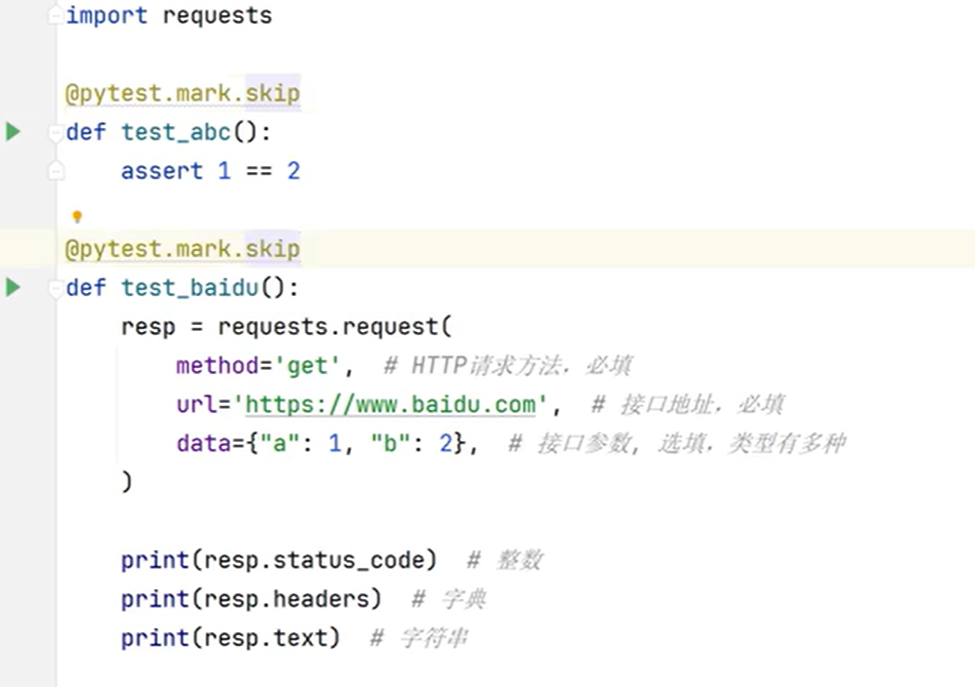 import requests
@pytest.mark.skip
def test_abc():
    assert 1 == 2
@pytest.mark.skip
def test_baidu():
    resp = requests.request(
        method='get',  # HTTP请求方法，必填
        url='https://www.baidu.com',  # 接口地址，必填
        data={"a": 1, "b": 2},  # 接口参数, 选填，类型有多种
    )
    print(resp.status_code)  # 整数
    print(resp.headers)  # 字典
    print(resp.text)  # 字符串